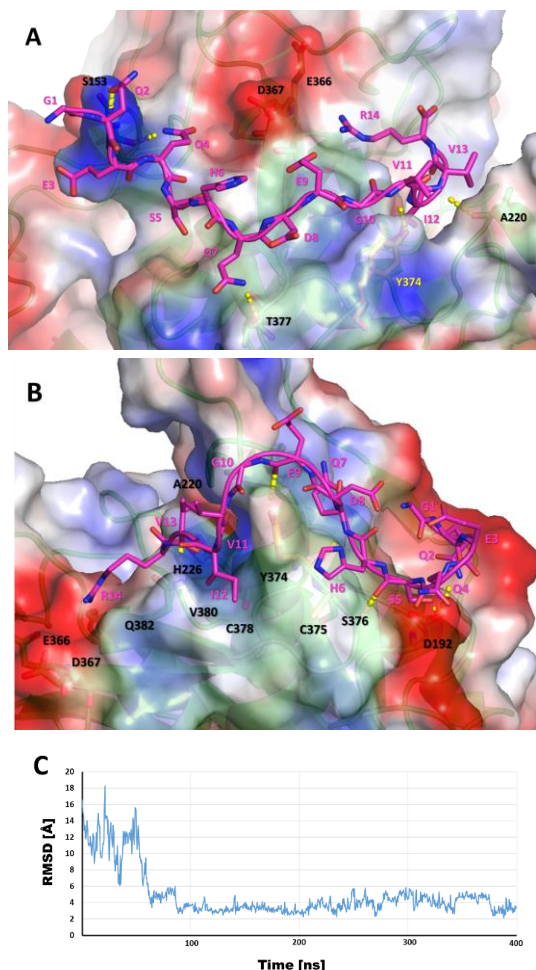 A
S153
Q2
G1
D367
E366
R14
Q4
V13
H6
V11
E3
E9
S5
G10
I12
A220
Q7
D8
Y374
T377
B
G10
Q7
E9
A220
D8
G1
V13
E3
V11
Q2
H226
Y374
I12
H6
Q4
R14
S5
V380
S376
Q382
C378
C375
E366
D192
D367
C
20
18
16
14
12
10
8
6
4
2
0
RMSD [Å]
100 200 300 400
Time [ns]